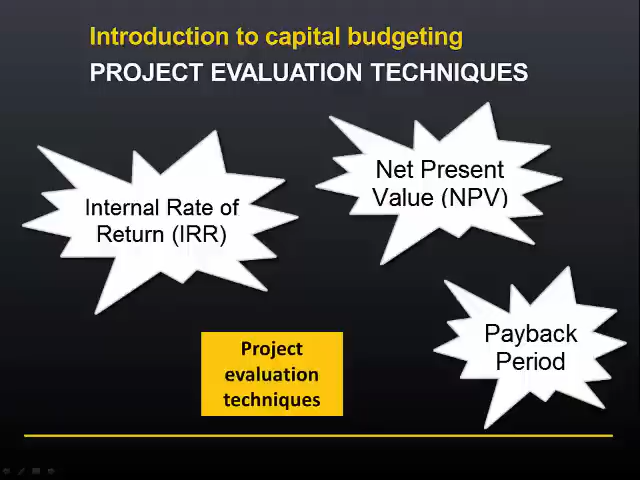 Introduction to capital budgeting
PROJECT EVALUATION TECHNIQUES
Internal Rate of
Return (IRR)
Net Present
Value (NPV)
Payback
Period
Project
evaluation
techniques